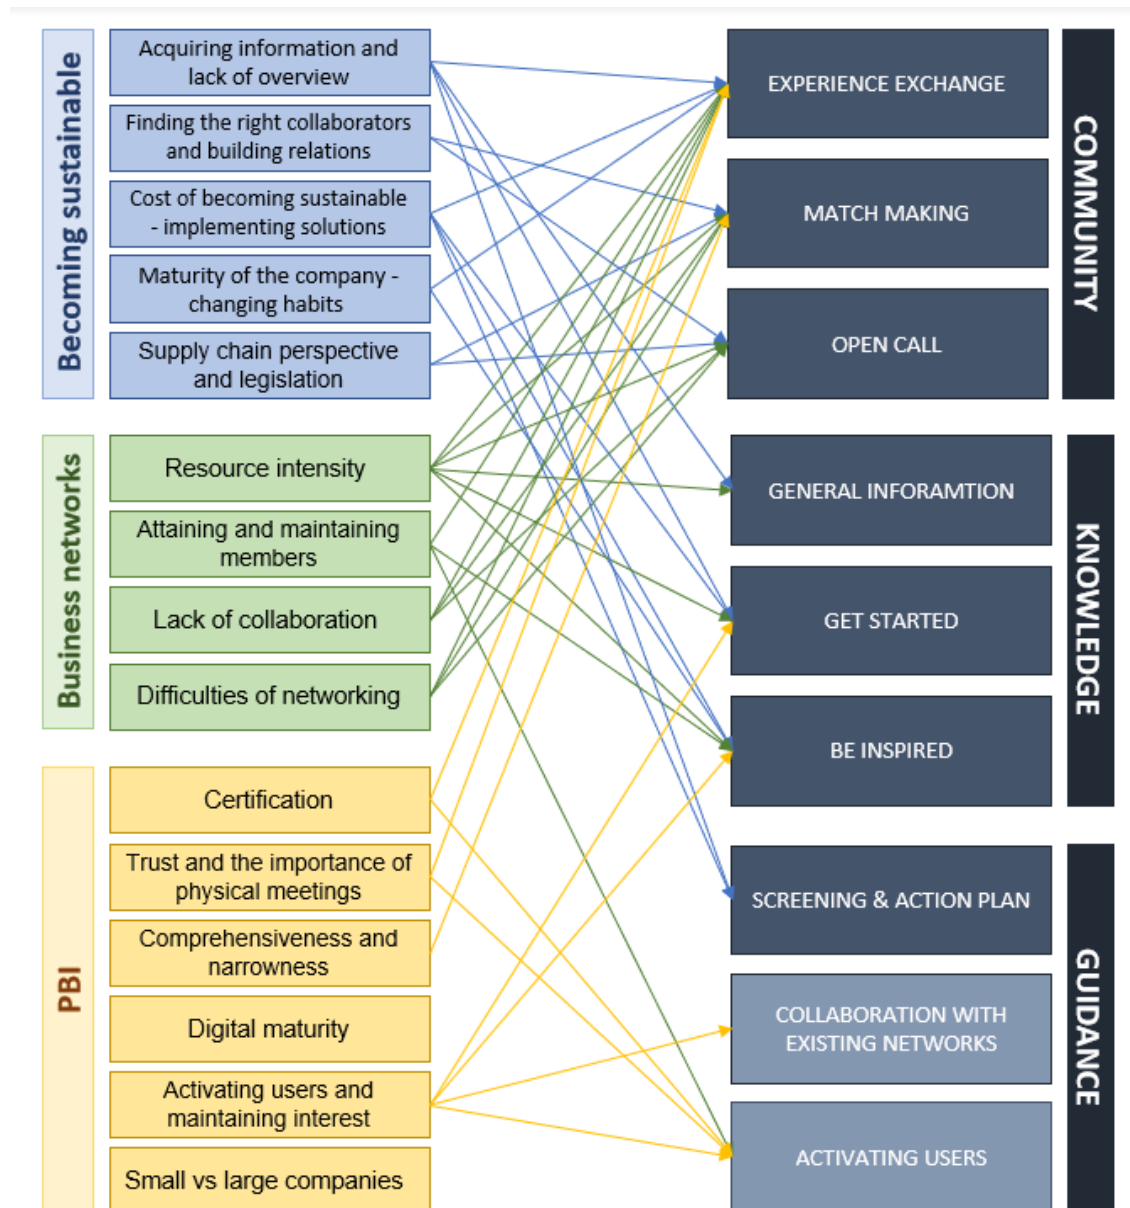 Becoming sustainable
Acquiring information and
lack of overview
Finding the right collaborators
and building relations
Cost of becoming sustainable
- implementing solutions
Maturity of the company -
changing habits
Supply chain perspective
and legislation
Business networks
Resource intensity
Attaining and maintaining
members
Lack of collaboration
Difficulties of networking
PBI
Certification
Trust and the importance of
physical meetings
Comprehensiveness and
narrowness
Digital maturity
Activating users and
maintaining interest
Small vs large companies
EXPERIENCE EXCHANGE
MATCH MAKING
OPEN CALL
COMMUNITY
GENERAL INFORAMTION
GET STARTED
BE INSPIRED
KNOWLEDGE
SCREENING & ACTION PLAN
COLLABORATION WITH
EXISTING NETWORKS
ACTIVATING USERS
GUIDANCE